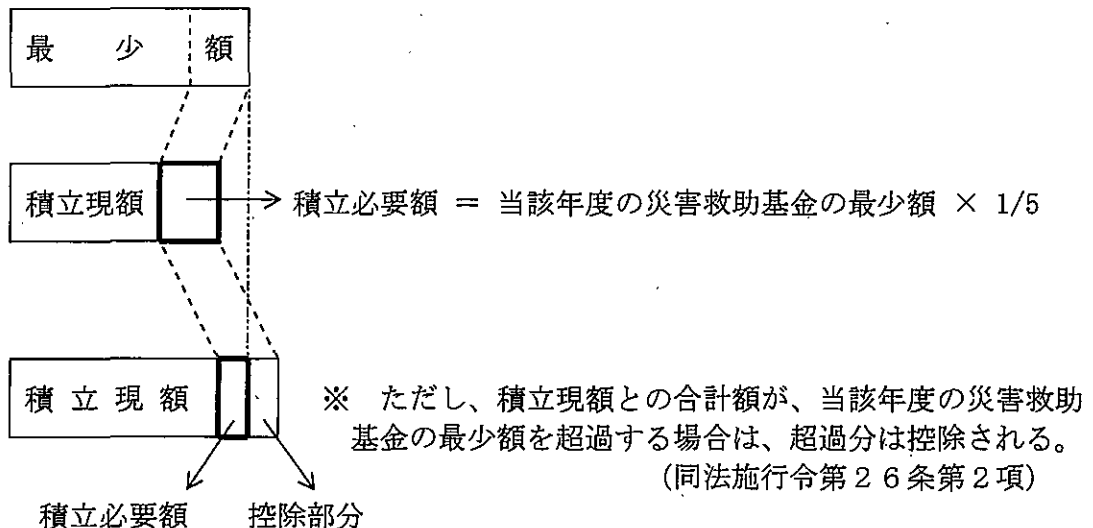 最 少 額
積立現額
積立必要額 = 当該年度の災害救助基金の最少額 × 1/5
積 立 現 額
※ ただし、積立現額との合計額が、当該年度の災害救助
基金の最少額を超過する場合は、超過分は控除される。
(同法施行令第26条第2項)
積立必要額 控除部分